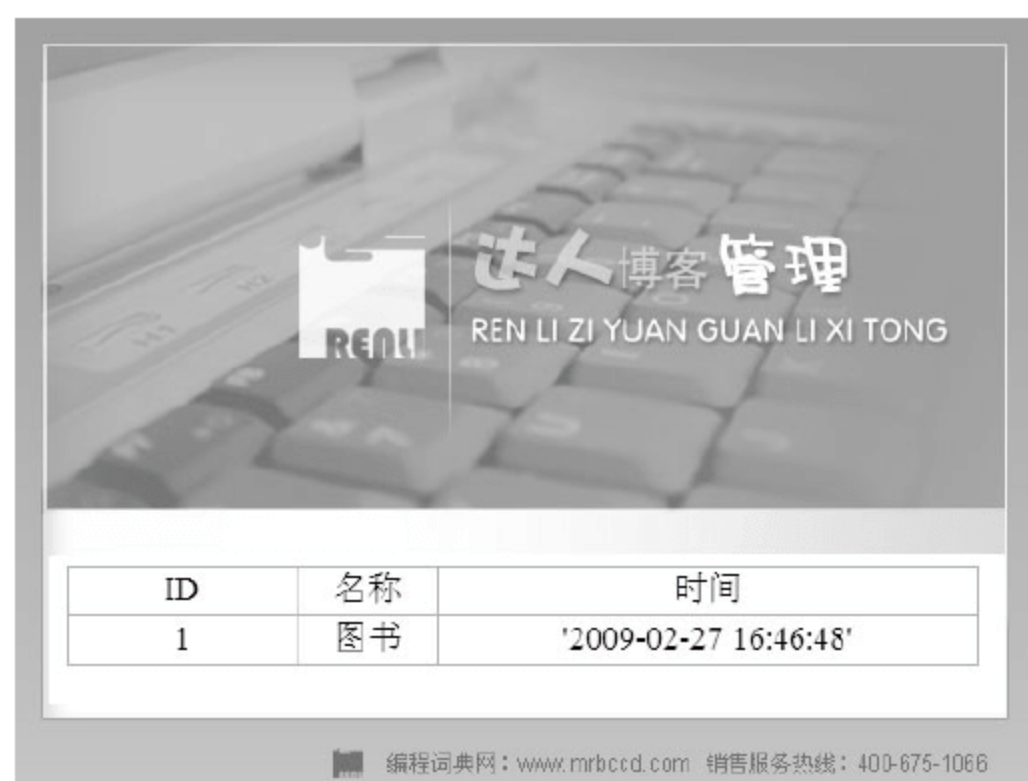 达人博客管理
RENLI
REN LI ZI YUAN GUAN LI XI TONG
ID 名称 时间
1 图书 '2009-02-27 16:46:48'
编程词典网：www.mrbccd.com 销售服务热线：400-675-1066